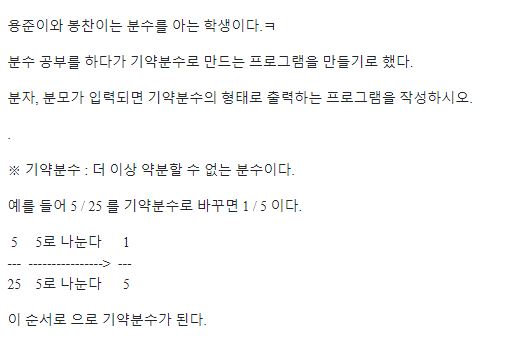 용준이와 봉찬이는 분수를 아는 학생이다.ㅋ
분수 공부를 하다가 기약분수로 만드는 프로그램을 만들기로 했다.
분자, 분모가 입력되면 기약분수의 형태로 출력하는 프로그램을 작성하시오.
.
※ 기약분수 : 더 이상 약분할 수 없는 분수이다.
예를 들어 5 / 25 를 기약분수로 바꾸면 1 / 5 이다.
5 5로 나눈다 1
--- ----------------> ---
25 5로 나눈다 5
이 순서로 으로 기약분수가 된다.